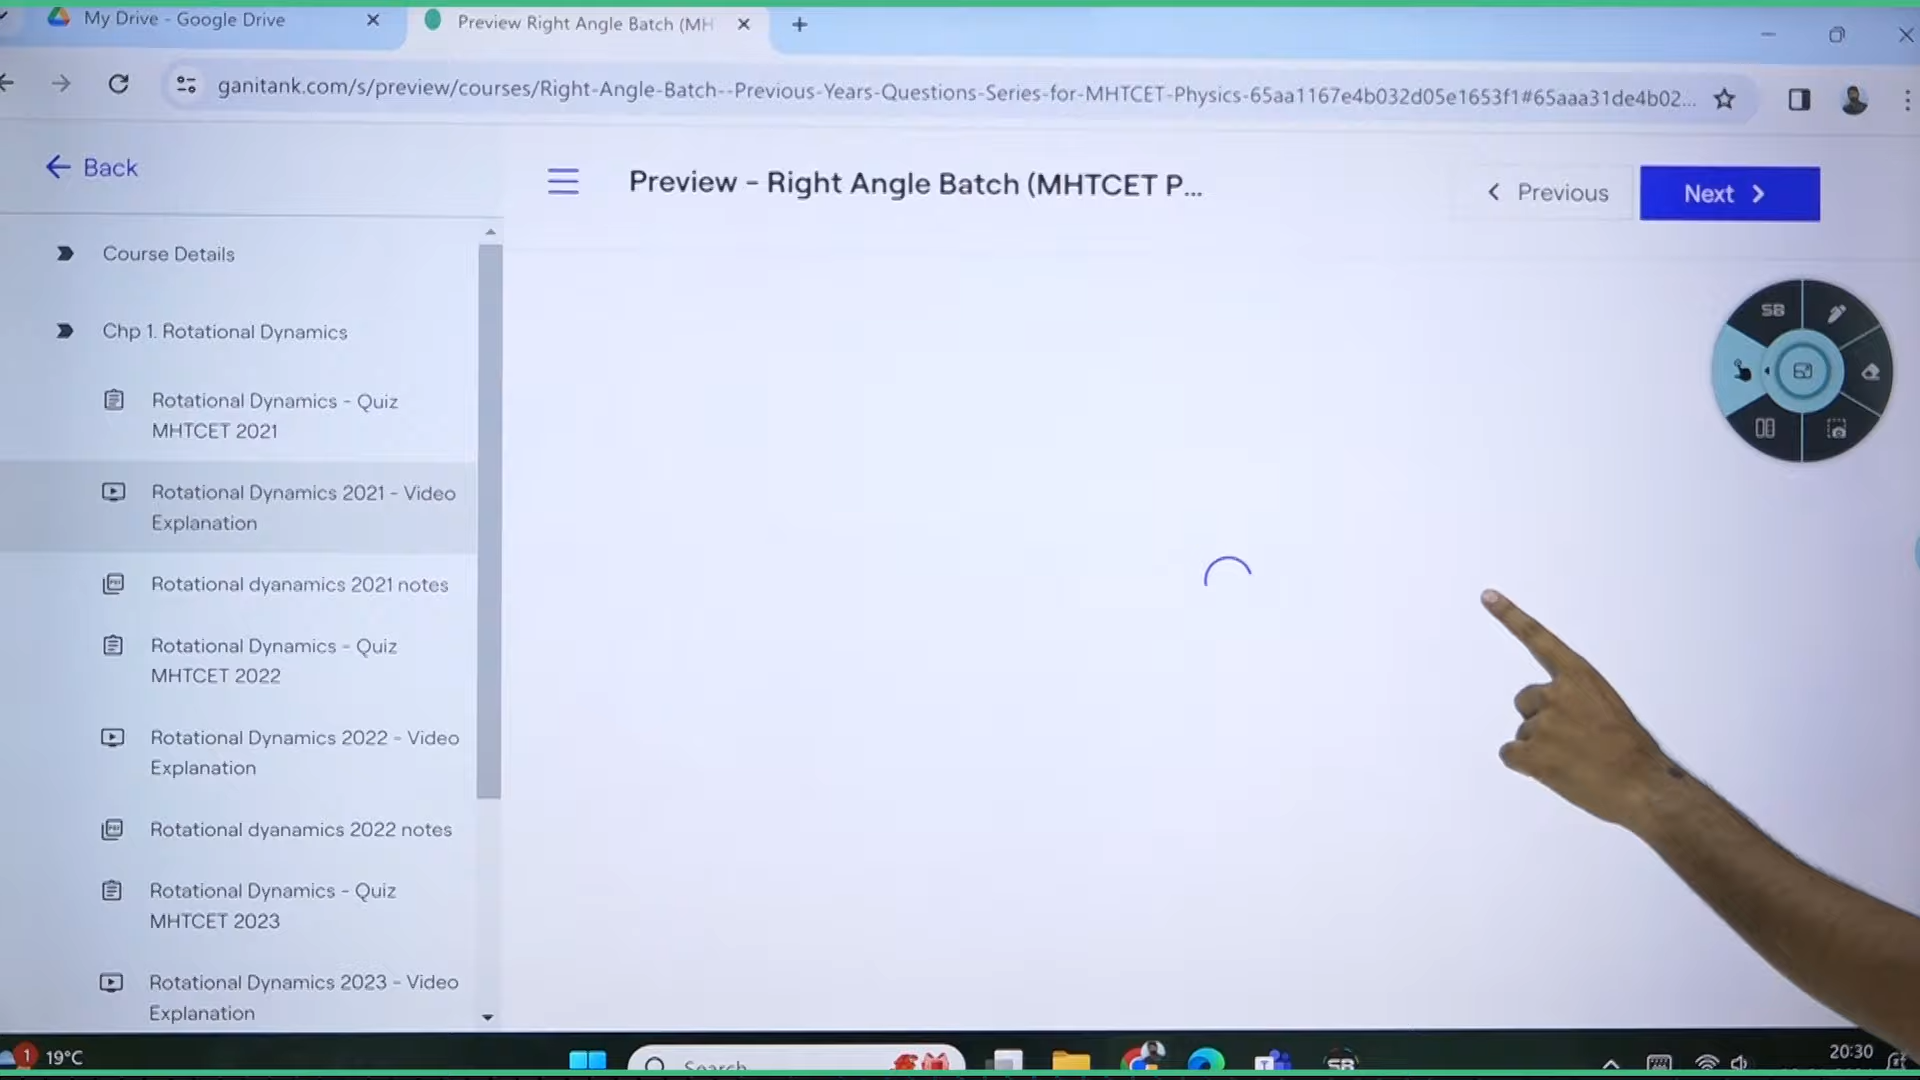 My Drive - Google Drive
Preview Right Angle Batch (MH
ganitank.com/s/preview/courses/Right-Angle-Batch--Previous-Years-Questions-Series-for-MHTCET-Physics-65aa1167e4b032d05e1653f1#65aaa31de4b02...
Back
Preview - Right Angle Batch (MHTCET P...
Previous
Next
Course Details
SB
Chp 1. Rotational Dynamics
Rotational Dynamics - Quiz
MHTCET 2021
Rotational Dynamics 2021 - Video
Explanation
Rotational dyanamics 2021 notes
Rotational Dynamics - Quiz
MHTCET 2022
Rotational Dynamics 2022 - Video
Explanation
Rotational dyanamics 2022 notes
Rotational Dynamics - Quiz
MHTCET 2023
Rotational Dynamics 2023 - Video
Explanation
1
19°C
Search
SB
20:30